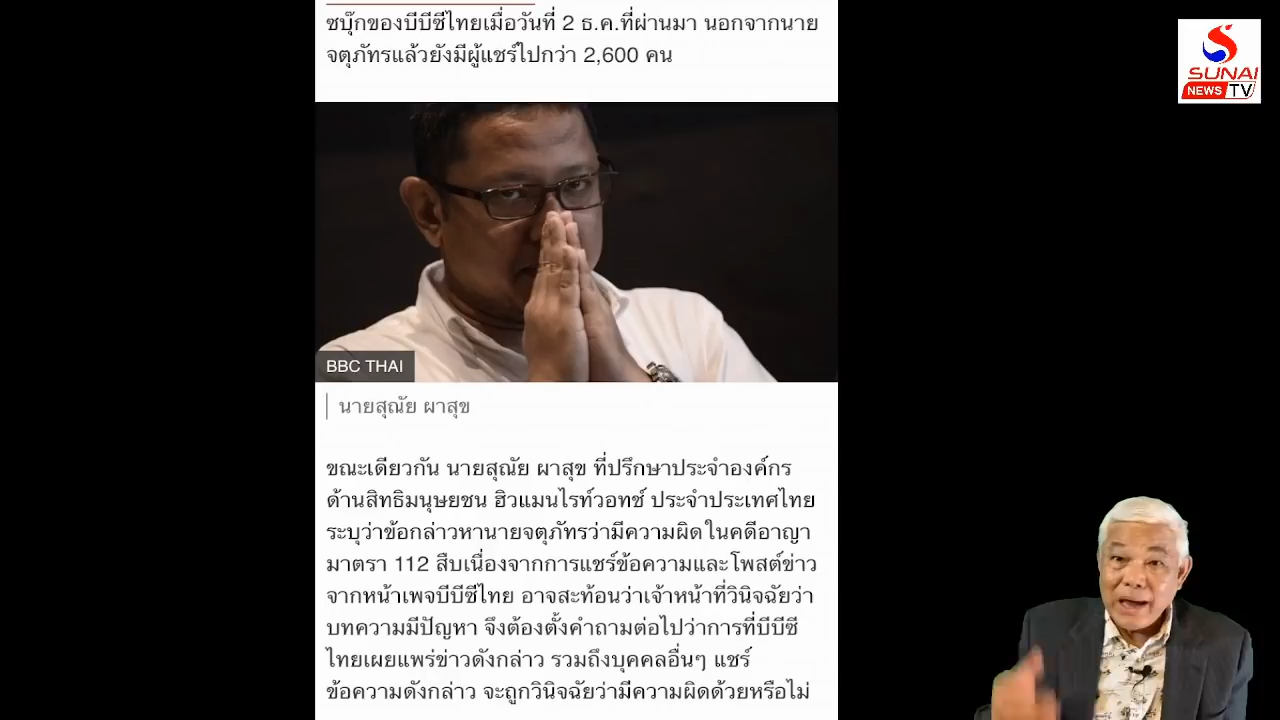 ซบุ๊กของบีบีซีไทยเมื่อวันที่ 2 ธ.ค.ที่ผ่านมา นอกจากนาย
จตุภัทรแล้วยังมีผู้แชร์ไปกว่า 2,600 คน
SUNAI
NEWS TV
BBC THAI
นายสุณัย ผาสุข
ขณะเดียวกัน นายสุณัย ผาสุข ที่ปรึกษาประจำองค์กร
ด้านสิทธิมนุษยชน ฮิวแมนไรท์วอทช์ ประจำประเทศไทย
ระบุว่าข้อกล่าวหานายจตุภัทรว่ามีความผิดในคดีอาญา
มาตรา 112 สืบเนื่องจากการแชร์ข้อความและโพสต์ข่าว
จากหน้าเพจบีบีซีไทย อาจสะท้อนว่าเจ้าหน้าที่วินิจฉัยว่า
บทความมีปัญหา จึงต้องตั้งคำถามต่อไปว่าการที่บีบีซี
ไทยเผยแพร่ข่าวดังกล่าว รวมถึงบุคคลอื่นๆ แชร์
ข้อความดังกล่าว จะถูกวินิจฉัยว่ามีความผิดด้วยหรือไม่